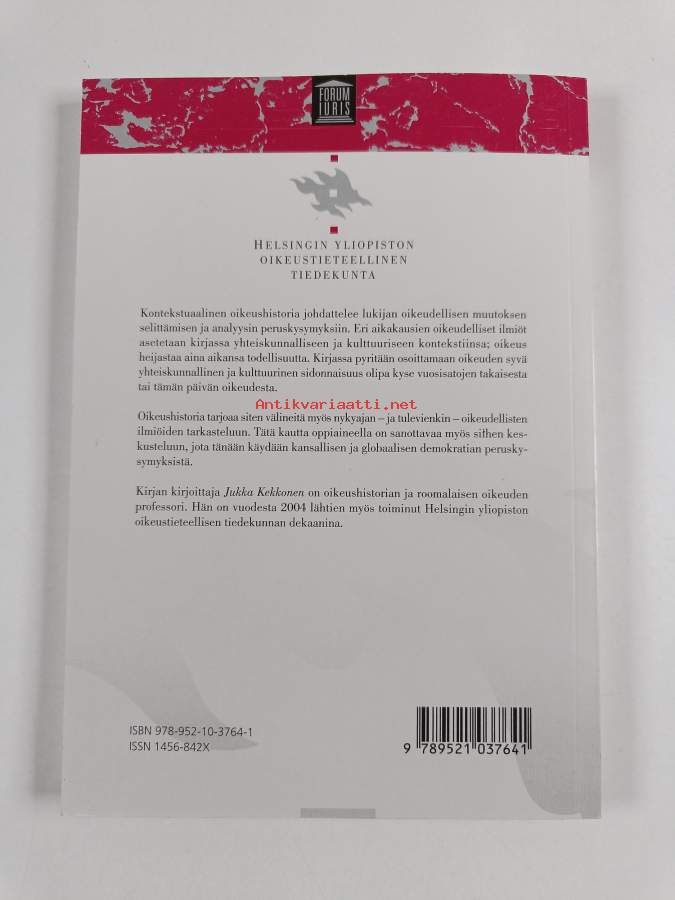 FORUM
IURIS
HELSINGIN YLIOPISTON
OIKEUSTIETEELLINEN
TIEDEKUNTA
Kontekstuaalinen oikeushistoria johdattelee lukijan oikeudellisen muutoksen
selittämisen ja analyysin peruskysymyksiin. Eri aikakausien oikeudelliset ilmiöt
asetetaan kirjassa yhteiskunnalliseen ja kulttuuriseen kontekstiinsa; oikeus
heijastaa aina aikansa todellisuutta. Kirjassa pyritään osoittamaan oikeuden syvä
yhteiskunnallinen ja kulttuurinen sidonnaisuus olipa kyse vuosisatojen takaisesta
tai tämän päivän oikeudesta.
Antikvariaatti.net
Oikeushistoria tarjoaa siten välineitä myös nykyajan – ja tulevienkin – oikeudellisten
ilmiöiden tarkasteluun. Tätä kautta oppiaineella on sanottavaa myös siihen kes-
kusteluun, jota tänään käydään kansallisen ja globaalisen demokratian perusky-
symyksistä.
Kirjan kirjoittaja Jukka Kekkonen on oikeushistorian ja roomalaisen oikeuden
professori. Hän on vuodesta 2004 lähtien myös toiminut Helsingin yliopiston
oikeustieteellisen tiedekunnan dekaanina.
ISBN 978-952-10-3764-1
ISSN 1456-842X
9 789521 037641